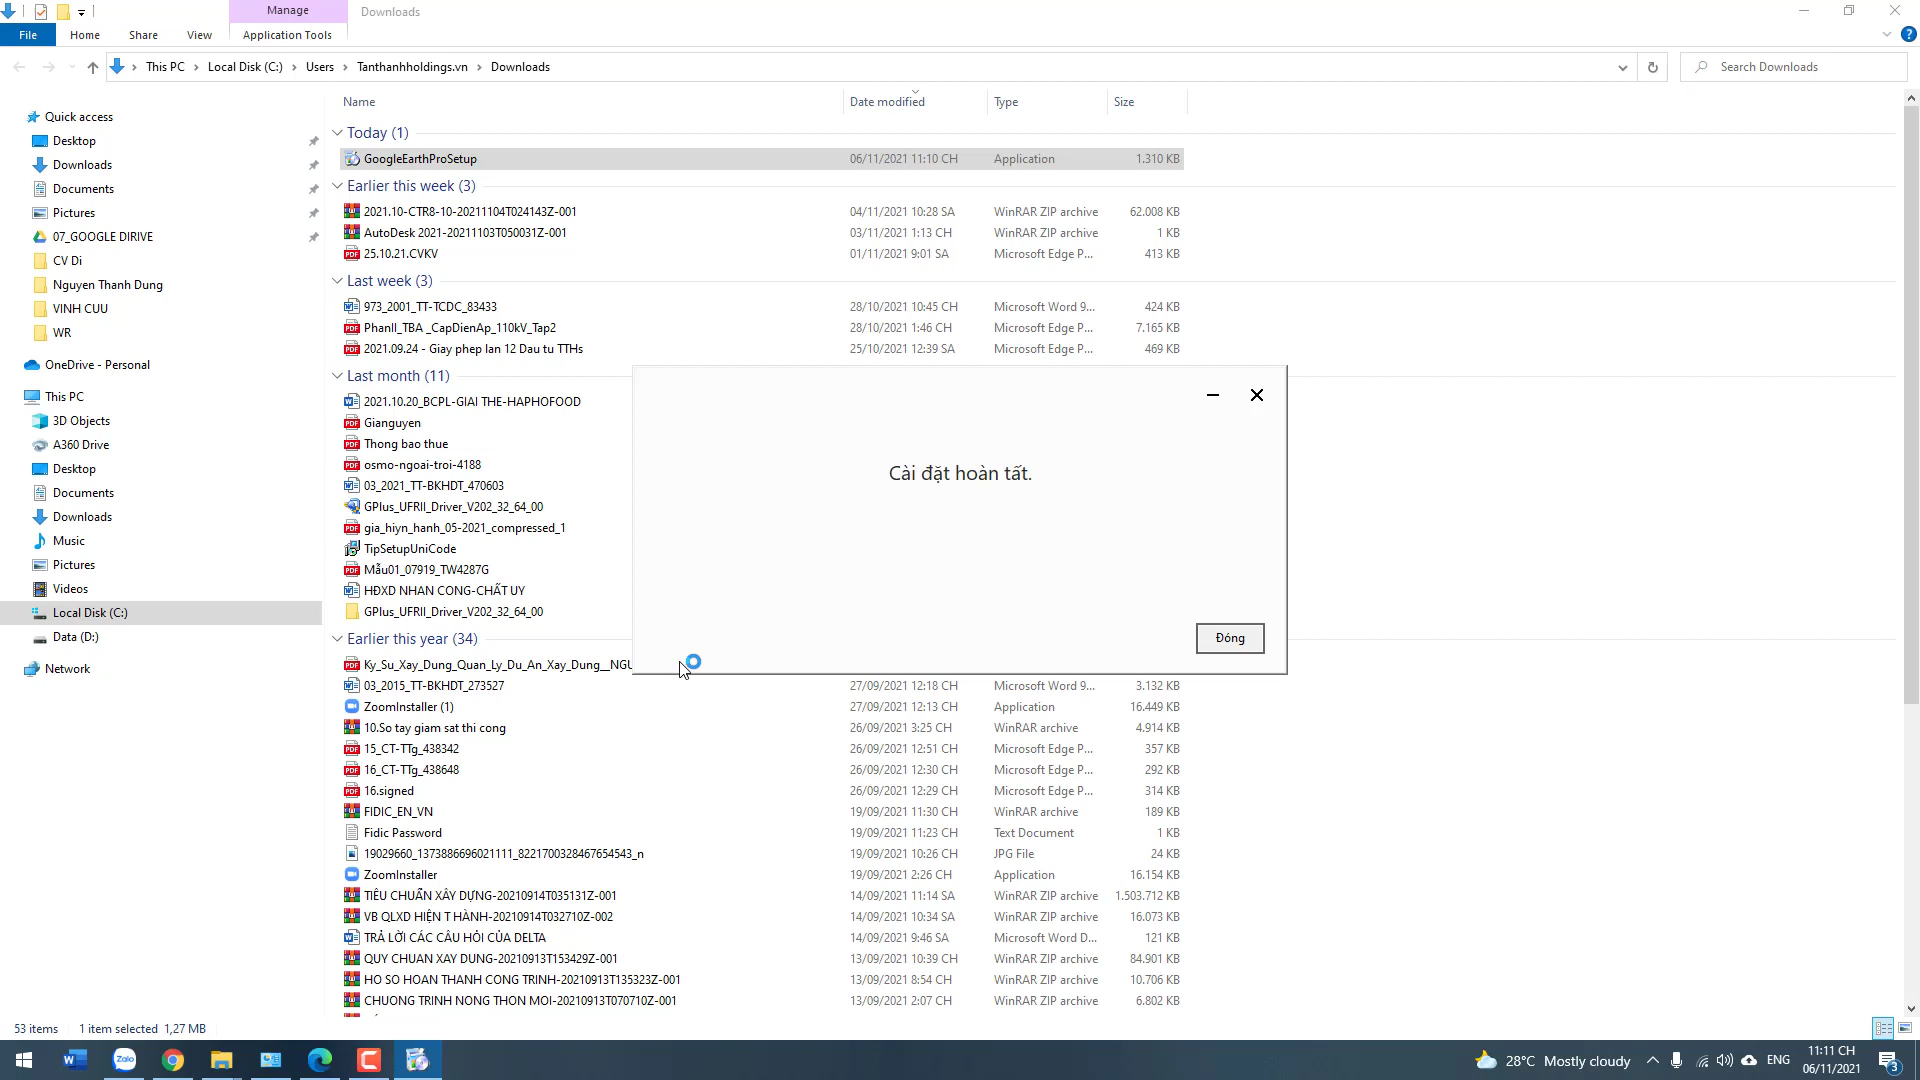 Manage
Downloads
File
Home
Share
View
Application Tools
This PC
Local Disk (C:)
Users
Tanthanhholdings.vn
Downloads
Search Downloads
Name
Date modified
Type
Size
Quick access
Desktop
Downloads
Documents
Pictures
07_GOOGLE DIRIVE
CV Di
Nguyen Thanh Dung
VINH CUU
WR
OneDrive - Personal
This PC
3D Objects
A360 Drive
Desktop
Documents
Downloads
Music
Pictures
Videos
Local Disk (C:)
Data (D:)
Network
Today (1)
GoogleEarthProSetup 06/11/2021 11:10 CH Application 1.310 KB
Earlier this week (3)
2021.10-CTR8-10-20211104T024143Z-001 04/11/2021 10:28 SA WinRAR ZIP archive 62.008 KB
AutoDesk 2021-20211103T050031Z-001 03/11/2021 1:13 CH WinRAR ZIP archive 1 KB
25.10.21.CVKV 01/11/2021 9:01 SA Microsoft Edge P... 413 KB
Last week (3)
973_2001_TT-TCDC_83433 28/10/2021 10:45 CH Microsoft Word 9... 424 KB
PhanII_TBA _CapDienAp_110kV_Tap2 28/10/2021 1:46 CH Microsoft Edge P... 7.165 KB
2021.09.24 - Giay phep lan 12 Dau tu TTHs 25/10/2021 12:39 SA Microsoft Edge P... 469 KB
Last month (11)
2021.10.20_BCPL-GIAI THE-HAPHOFOOD
Gianguyen
Thong bao thue
osmo-ngoai-troi-4188
03_2021_TT-BKHDT_470603
GPlus_UFRII_Driver_V202_32_64_00
gia_hiyn_hanh_05-2021_compressed_1
TipSetupUniCode
Mẫu01_07919_TW4287G
HĐXD NHAN CONG-CHẤT UY
GPlus_UFRII_Driver_V202_32_64_00
Cài đặt hoàn tất.
Đóng
Earlier this year (34)
Ky_Su_Xay_Dung_Quan_Ly_Du_An_Xay_Dung__NGU
03_2015_TT-BKHDT_273527 27/09/2021 12:18 CH Microsoft Word 9... 3.132 KB
ZoomInstaller (1) 27/09/2021 12:13 CH Application 16.449 KB
10.So tay giam sat thi cong 26/09/2021 3:25 CH WinRAR archive 4.914 KB
15_CT-TTg_438342 26/09/2021 12:51 CH Microsoft Edge P... 357 KB
16_CT-TTg_438648 26/09/2021 12:30 CH Microsoft Edge P... 292 KB
16.signed 26/09/2021 12:29 CH Microsoft Edge P... 314 KB
FIDIC_EN_VN 19/09/2021 11:30 CH WinRAR archive 189 KB
Fidic Password 19/09/2021 11:23 CH Text Document 1 KB
19029660_1373886696021111_8221700328467654543_n 19/09/2021 10:26 CH JPG File 24 KB
ZoomInstaller 19/09/2021 2:26 CH Application 16.154 KB
TIÊU CHUẨN XÂY DỰNG-20210914T035131Z-001 14/09/2021 11:14 SA WinRAR ZIP archive 1.503.712 KB
VB QLXD HIỆN T HÀNH-20210914T032710Z-002 14/09/2021 10:34 SA WinRAR ZIP archive 16.073 KB
TRẢ LỜI CÁC CÂU HỎI CỦA DELTA 14/09/2021 9:46 SA Microsoft Word D... 121 KB
QUY CHUAN XAY DUNG-20210913T153429Z-001 13/09/2021 10:39 CH WinRAR ZIP archive 84.901 KB
HO SO HOAN THANH CONG TRINH-20210913T135323Z-001 13/09/2021 8:54 CH WinRAR ZIP archive 10.706 KB
CHUONG TRINH NONG THON MOI-20210913T070710Z-001 13/09/2021 2:07 CH WinRAR ZIP archive 6.802 KB
53 items
1 item selected 1,27 MB
Zalo
28°C Mostly cloudy
ENG
11:11 CH
06/11/2021
3